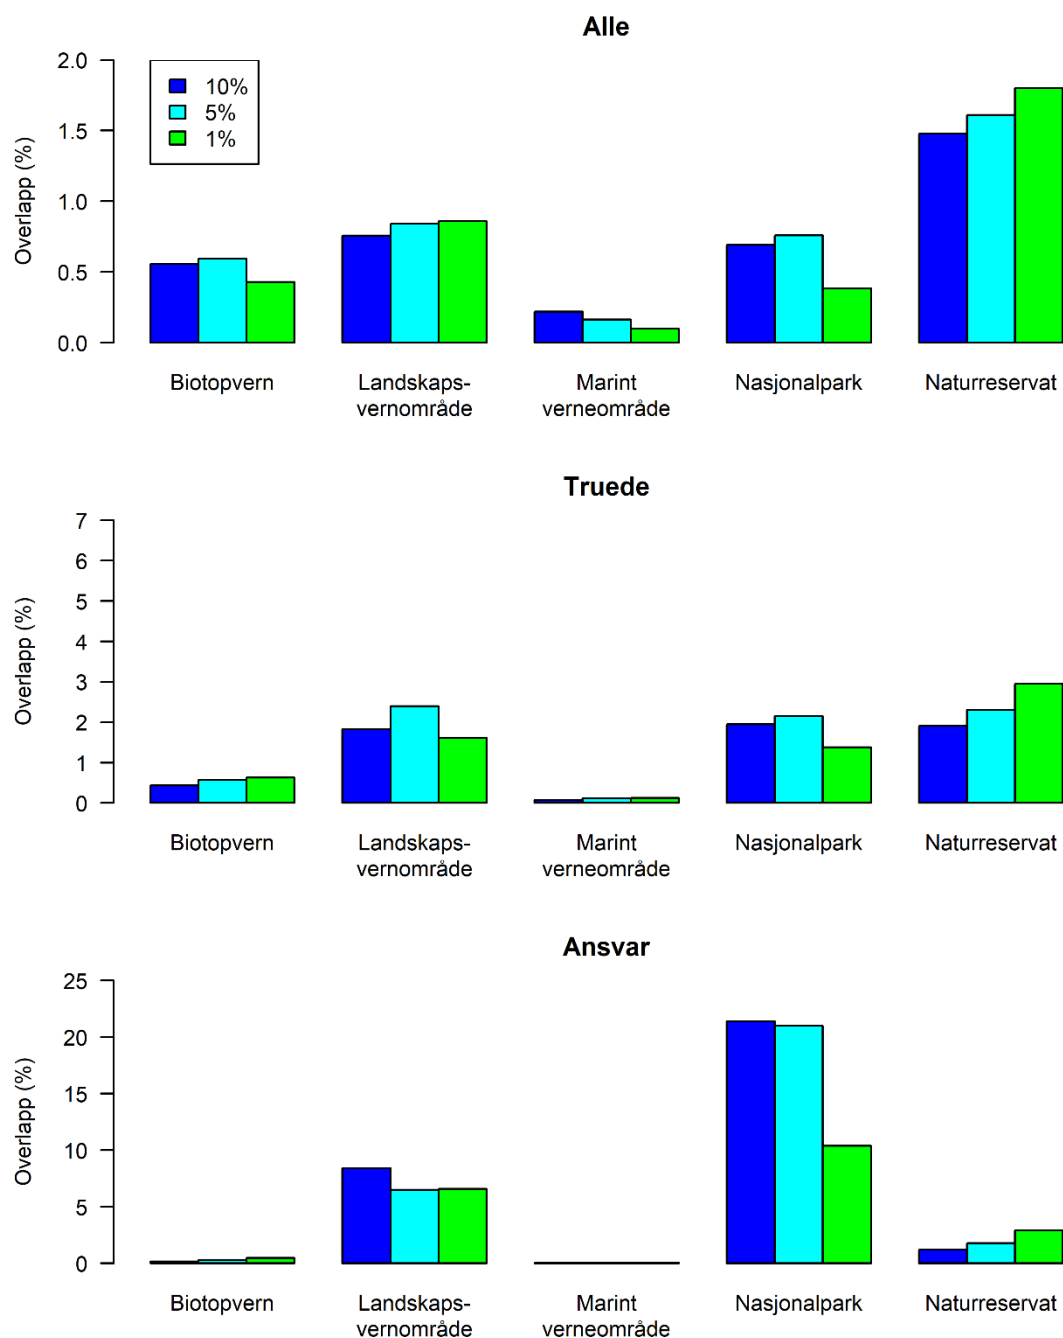 Alle
Overlapp (%)
2.0
1.5
1.0
0.5
0.0
10%
5%
1%
Biotopvern
Landskaps-
vernområde
Marint
verneområde
Nasjonalpark
Naturreservat
Truede
Overlapp (%)
7
6
5
4
3
2
1
0
Biotopvern
Landskaps-
vernområde
Marint
verneområde
Nasjonalpark
Naturreservat
Ansvar
Overlapp (%)
25
20
15
10
5
0
Biotopvern
Landskaps-
vernområde
Marint
verneområde
Nasjonalpark
Naturreservat